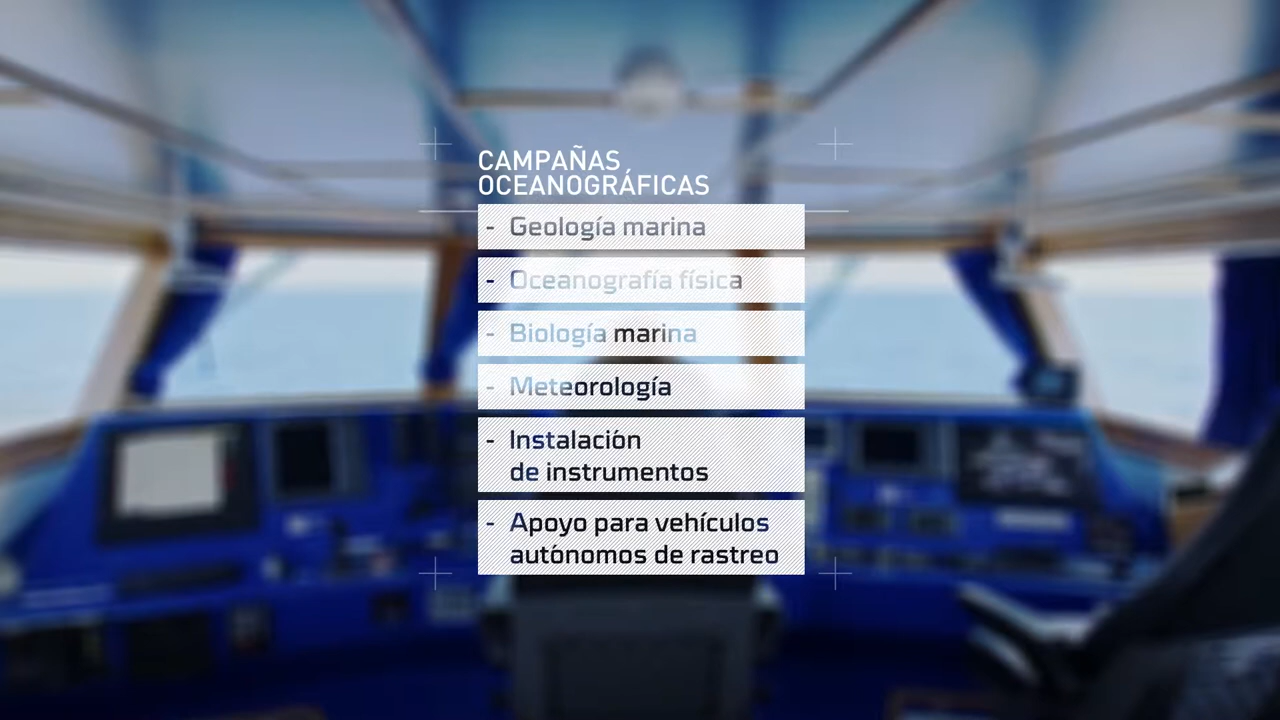 CAMPAÑAS
OCEANOGRÁFICAS
- Geología marina
- Oceanografía física
- Biología marina
- Meteorología
- Instalación
de instrumentos
- Apoyo para vehículos
autónomos de rastreo